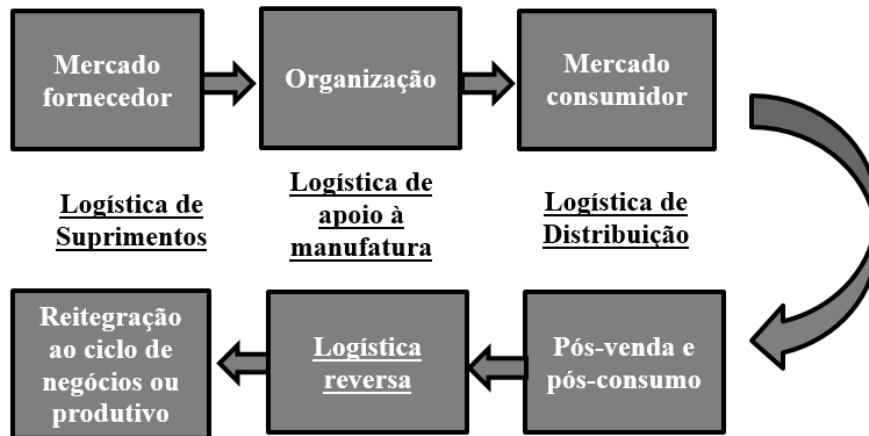 Mercado
fornecedor
Organização
Mercado
consumidor
Logística de
Suprimentos
Logística de
apoio à
manufatura
Logística de
Distribuição
Reitegração
ao ciclo de
negócios ou
produtivo
Logística
reversa
Pós-venda e
pós-consumo